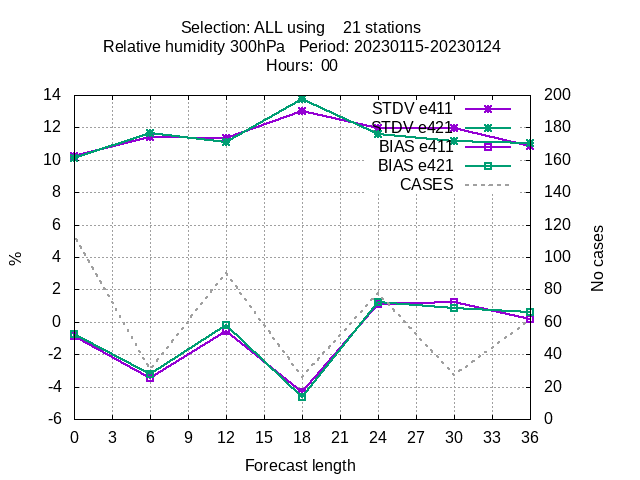 Selection: ALL using 21 stations
Relative humidity 300hPa Period: 20230115-20230124
Hours: 00
14 200
12 180
10 160
8 140
6 120
4 100
2 80
0 60
-2 40
-4 20
-6 0
%
No cases
STDV e411
STDV e421
BIAS e411
BIAS e421
CASES
0 3 6 9 12 15 18 21 24 27 30 33 36
Forecast length